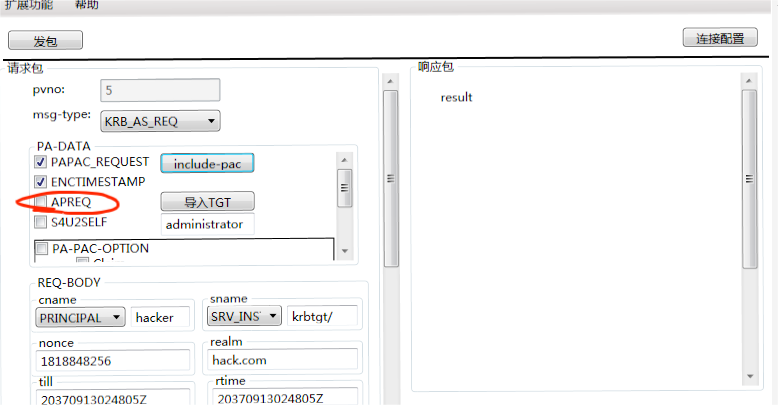 扩展功能 帮助
发包 连接配置
请求包
pvno: 5
msg-type: KRB_AS_REQ
PA-DATA
PAPAC_REQUEST include-pac
ENCTIMESTAMP
APREQ 导入TGT
S4U2SELF administrator
PA-PAC-OPTION
REQ-BODY
cname sname
PRINCIPAL hacker SRV_INS krbtgt/
nonce realm
1818848256 hack.com
till rtime
20370913024805Z 20370913024805Z
响应包
result